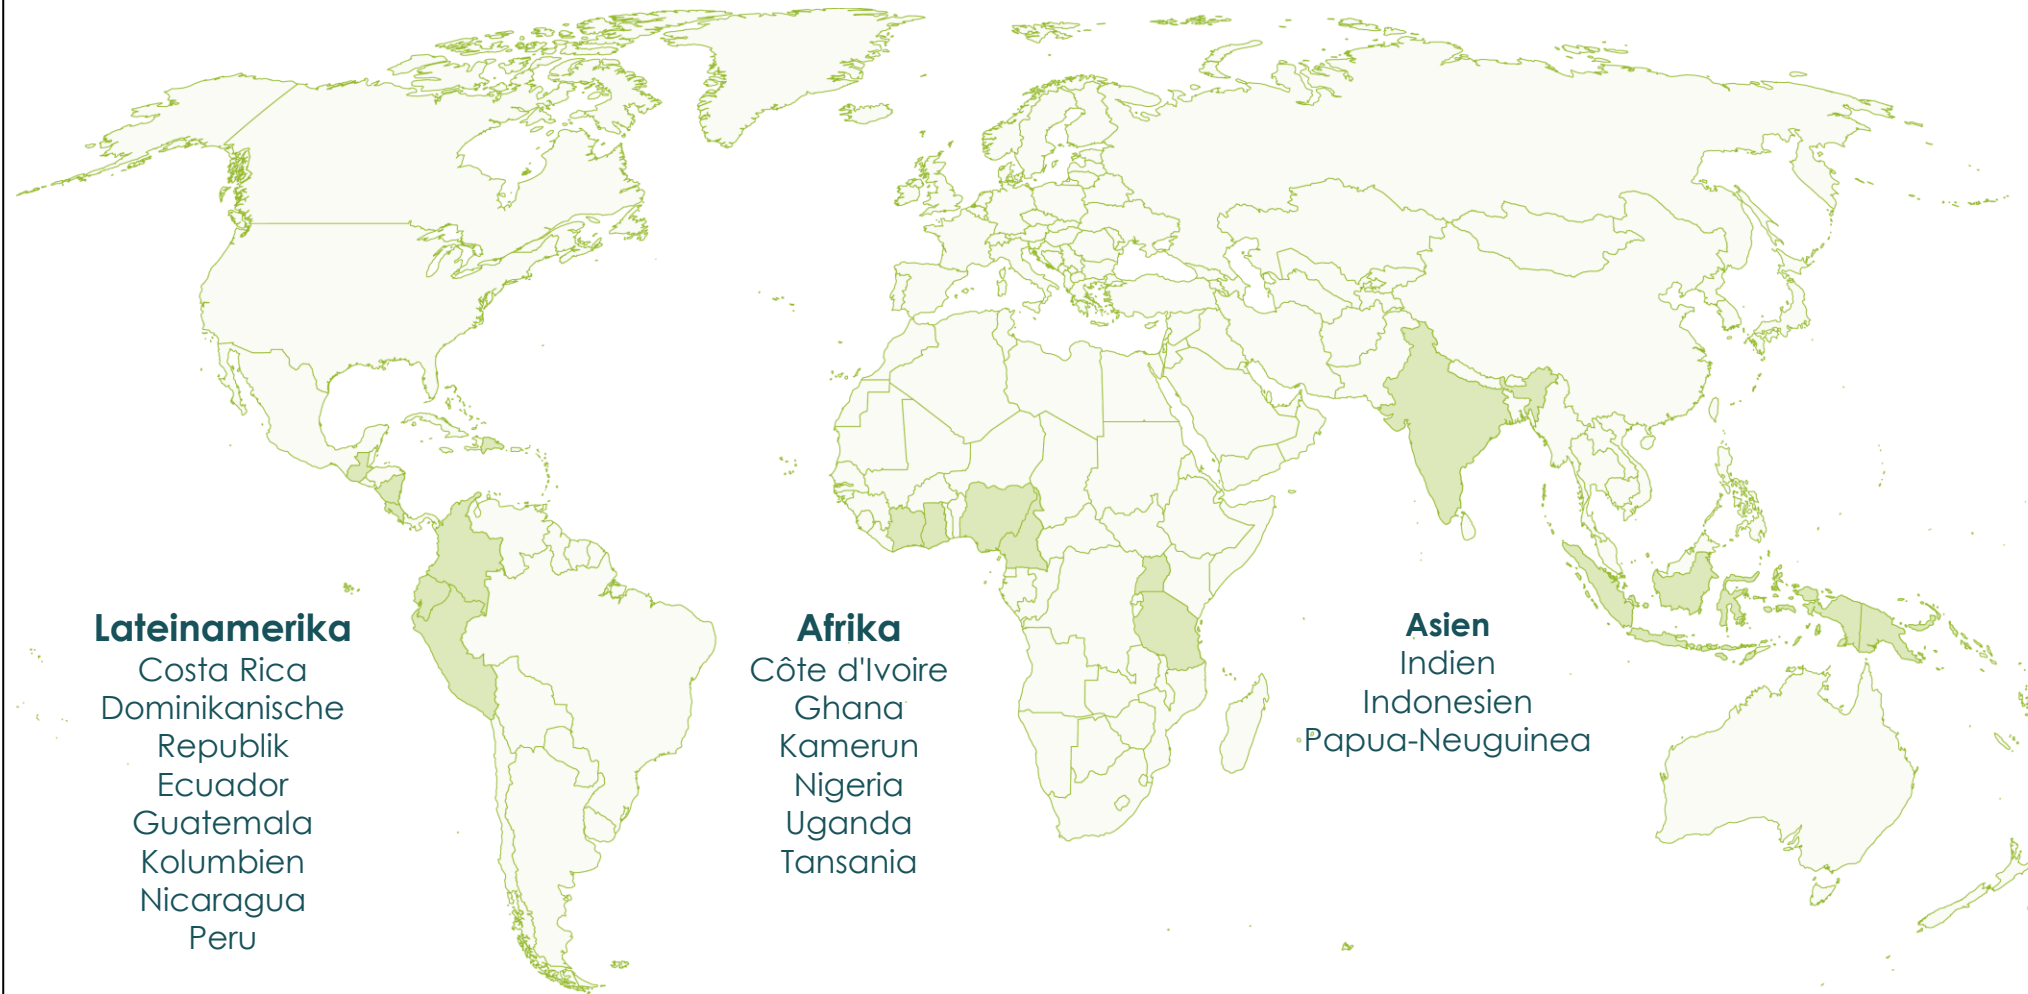 Lateinamerika
Costa Rica
Dominikanische
Republik
Ecuador
Guatemala
Kolumbien
Nicaragua
Peru
Afrika
Côte d'Ivoire
Ghana
Kamerun
Nigeria
Uganda
Tansania
Asien
Indien
Indonesien
Papua-Neuguinea